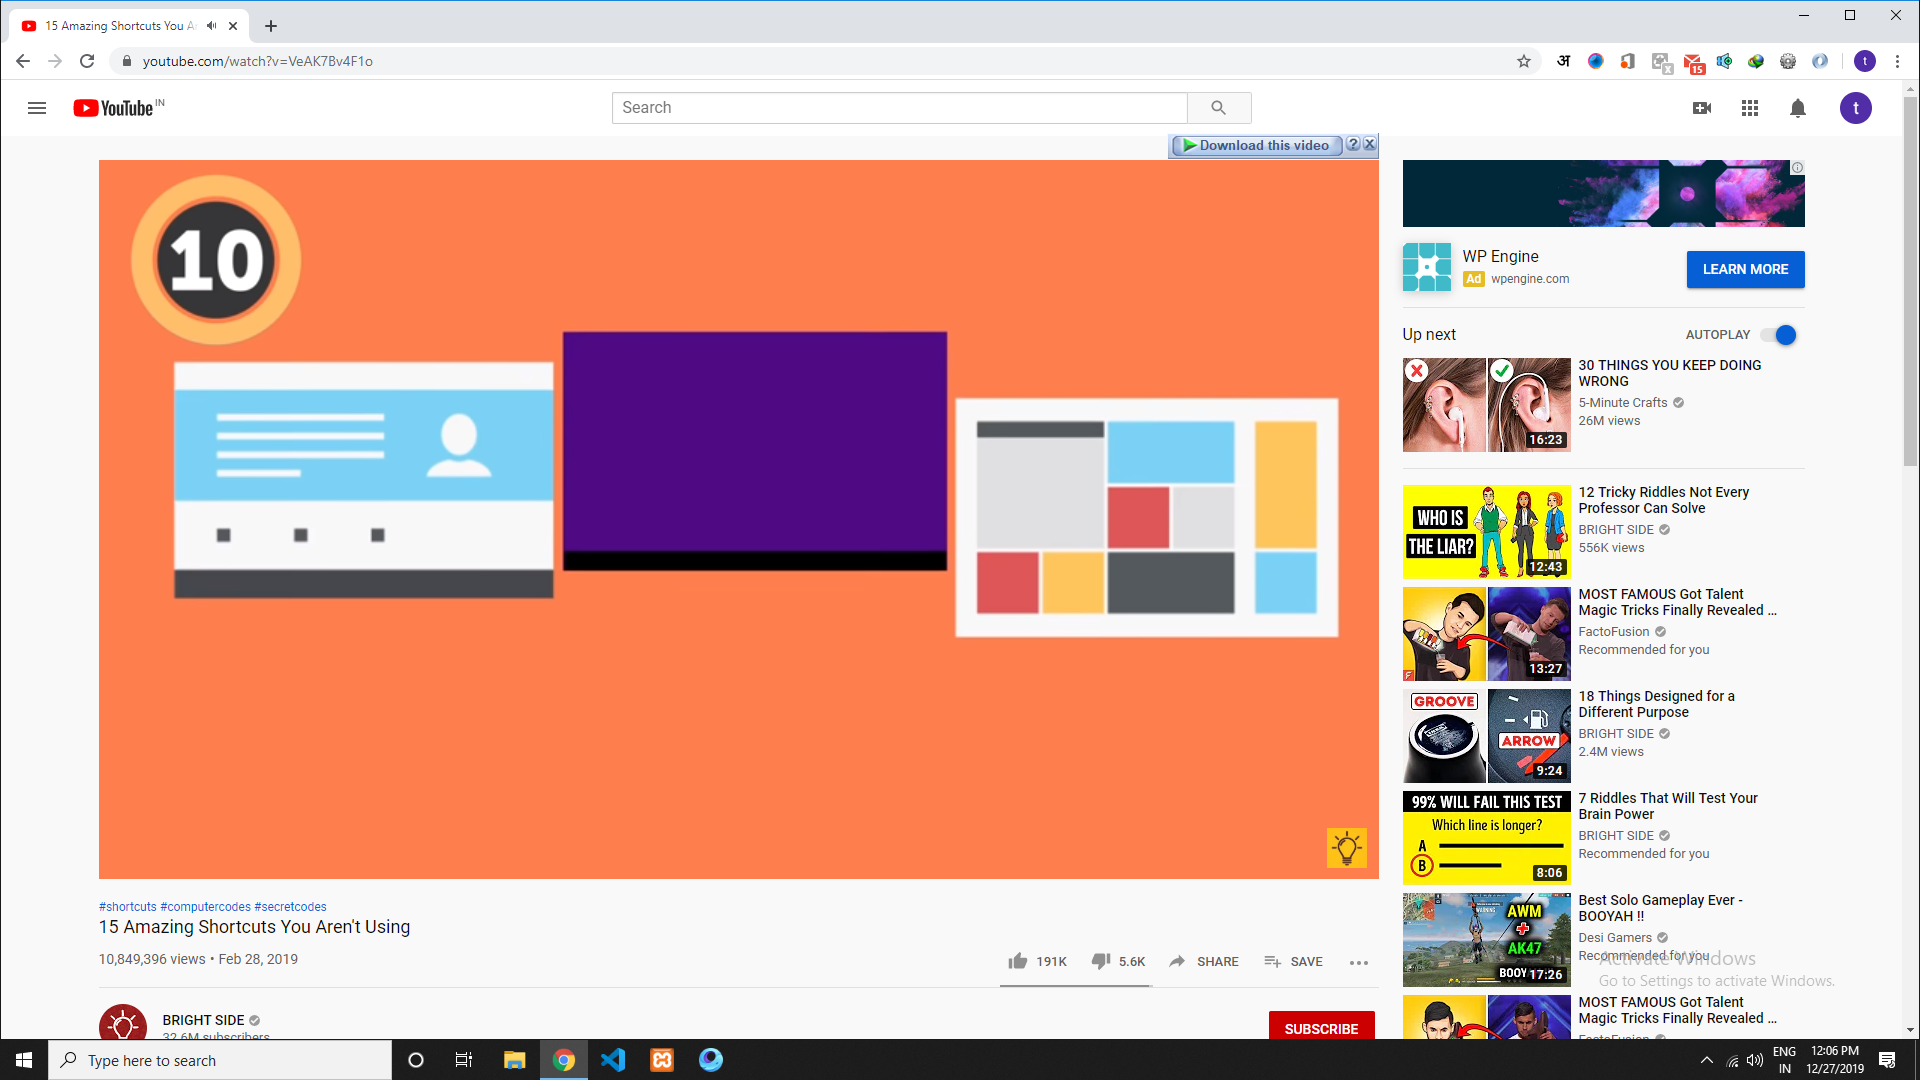 15 Amazing Shortcuts You A
youtube.com/watch?v=VeAK7Bv4F1o
अ
15
t
YouTube IN
Search
t
Download this video ? X
10
#shortcuts #computercodes #secretcodes
15 Amazing Shortcuts You Aren't Using
10,849,396 views • Feb 28, 2019
191K
5.6K
SHARE
SAVE
BRIGHT SIDE
32.6M subscribers
SUBSCRIBE
WP Engine
Ad wpengine.com
LEARN MORE
Up next
AUTOPLAY
16:23
30 THINGS YOU KEEP DOING
WRONG
5-Minute Crafts
26M views
WHO IS
THE LIAR?
12:43
12 Tricky Riddles Not Every
Professor Can Solve
BRIGHT SIDE
556K views
13:27
MOST FAMOUS Got Talent
Magic Tricks Finally Revealed ...
FactoFusion
Recommended for you
GROOVE
ARROW
9:24
18 Things Designed for a
Different Purpose
BRIGHT SIDE
2.4M views
99% WILL FAIL THIS TEST
Which line is longer?
A
B
8:06
7 Riddles That Will Test Your
Brain Power
BRIGHT SIDE
Recommended for you
WARNING
AWM
+
AK47
BOOY
17:26
Best Solo Gameplay Ever -
BOOYAH !!
Desi Gamers
Recommended for you
Activate Windows
Go to Settings to activate Windows.
MOST FAMOUS Got Talent
Magic Tricks Finally Revealed ...
FactoFusion
Type here to search
ENG
IN
12:06 PM
12/27/2019